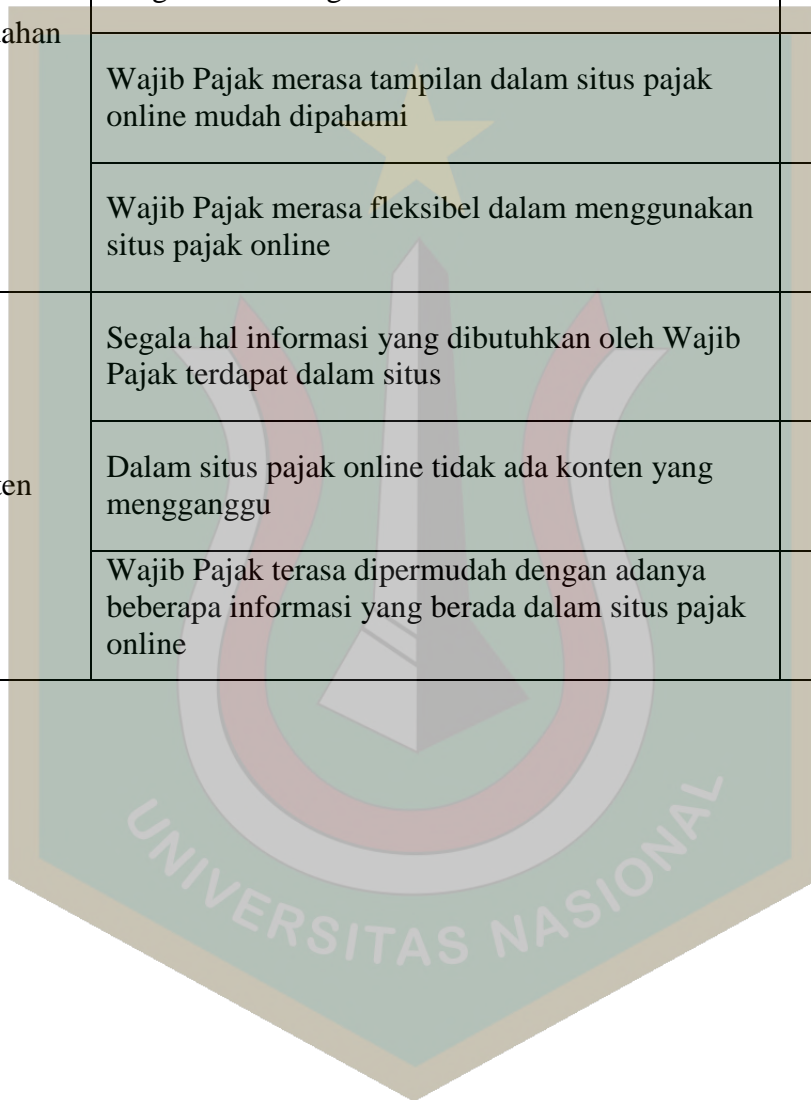 ahan
Wajib Pajak merasa tampilan dalam situs pajak
online mudah dipahami
Wajib Pajak merasa fleksibel dalam menggunakan
situs pajak online
Segala hal informasi yang dibutuhkan oleh Wajib
Pajak terdapat dalam situs
ten
Dalam situs pajak online tidak ada konten yang
mengganggu
Wajib Pajak terasa dipermudah dengan adanya
beberapa informasi yang berada dalam situs pajak
online
UNIVERSITAS NASIONAL